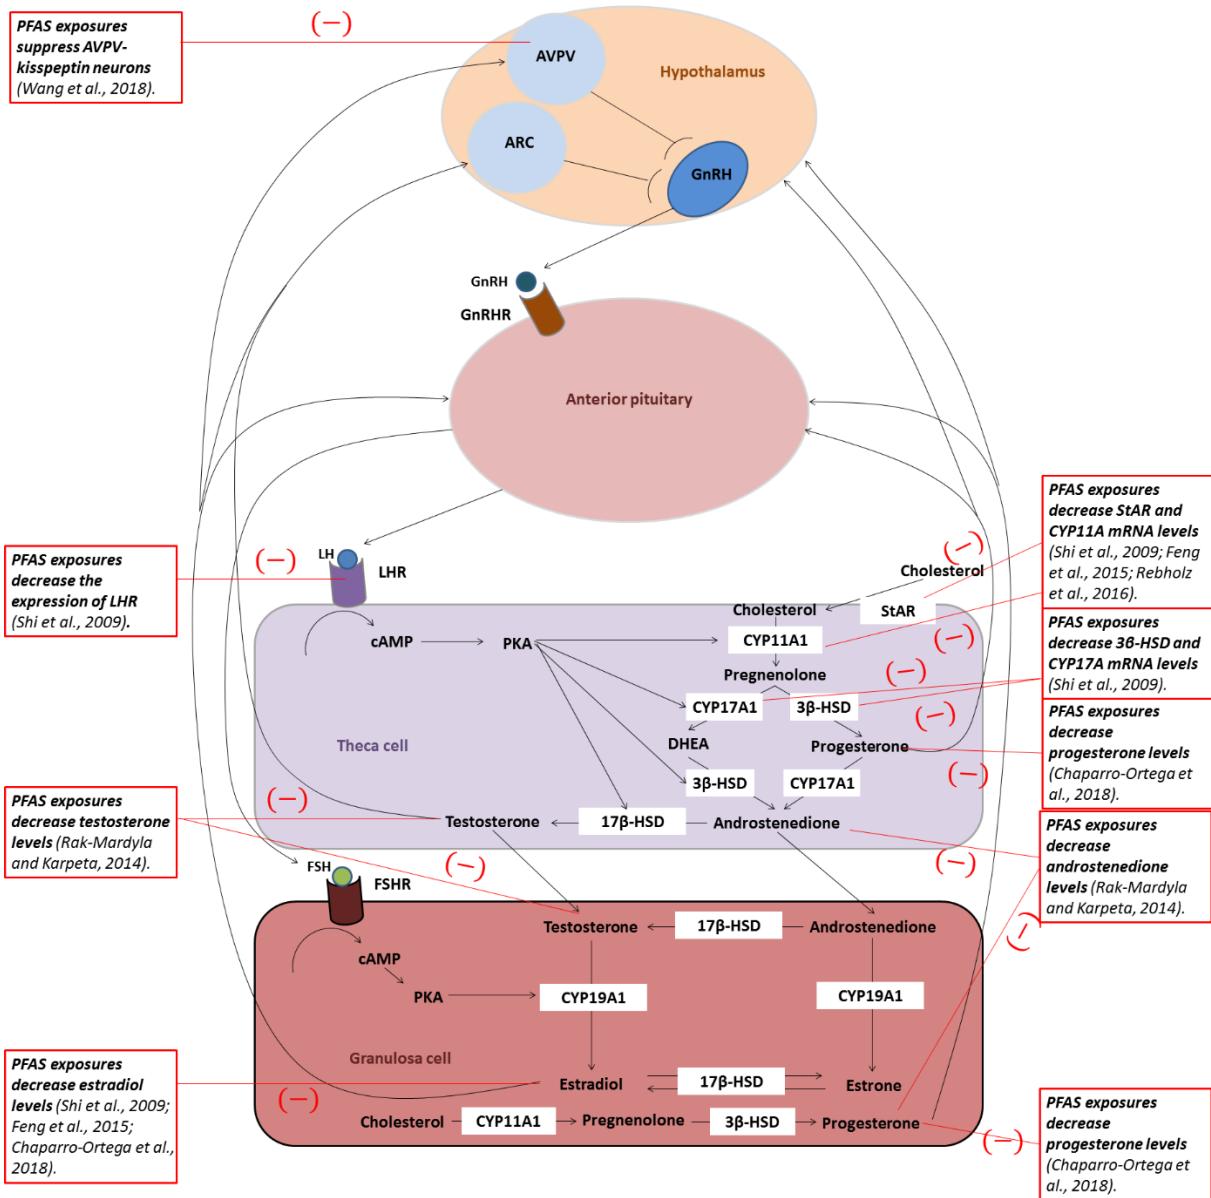 PFAS exposures
suppress AVPV-
kisspeptin neurons
(Wang et al., 2018).
(−)
AVPV
Hypothalamus
ARC
GnRH
GnRH
GnRHR
Anterior pituitary
PFAS exposures
decrease StAR and
CYP11A mRNA levels
(Shi et al., 2009; Feng
et al., 2015; Rebholz
et al., 2016).
PFAS exposures
decrease the
expression of LHR
(Shi et al., 2009).
(−)
LH
LHR
(−)
Cholesterol
Cholesterol
StAR
cAMP
PKA
CYP11A1
(−)
PFAS exposures
decrease 3β-HSD and
CYP17A mRNA levels
(Shi et al., 2009).
Pregnenolone
(−)
CYP17A1
3β-HSD
(−)
Theca cell
DHEA
Progesterone
PFAS exposures
decrease
progesterone levels
(Chaparro-Ortega et
al., 2018).
3β-HSD
CYP17A1
(−)
PFAS exposures
decrease testosterone
levels (Rak-Mardyla
and Karpeta, 2014).
(−)
Testosterone
17β-HSD
Androstenedione
PFAS exposures
decrease
androstenedione
levels (Rak-Mardyla
and Karpeta, 2014).
(−)
(−)
FSH
FSHR
Testosterone
17β-HSD
Androstenedione
(−)
cAMP
PKA
CYP19A1
CYP19A1
Granulosa cell
PFAS exposures
decrease estradiol
levels (Shi et al., 2009;
Feng et al., 2015;
Chaparro-Ortega et al.,
2018).
(−)
Estradiol
17β-HSD
Estrone
Cholesterol
CYP11A1
Pregnenolone
3β-HSD
Progesterone
(−)
PFAS exposures
decrease
progesterone levels
(Chaparro-Ortega et
al., 2018).